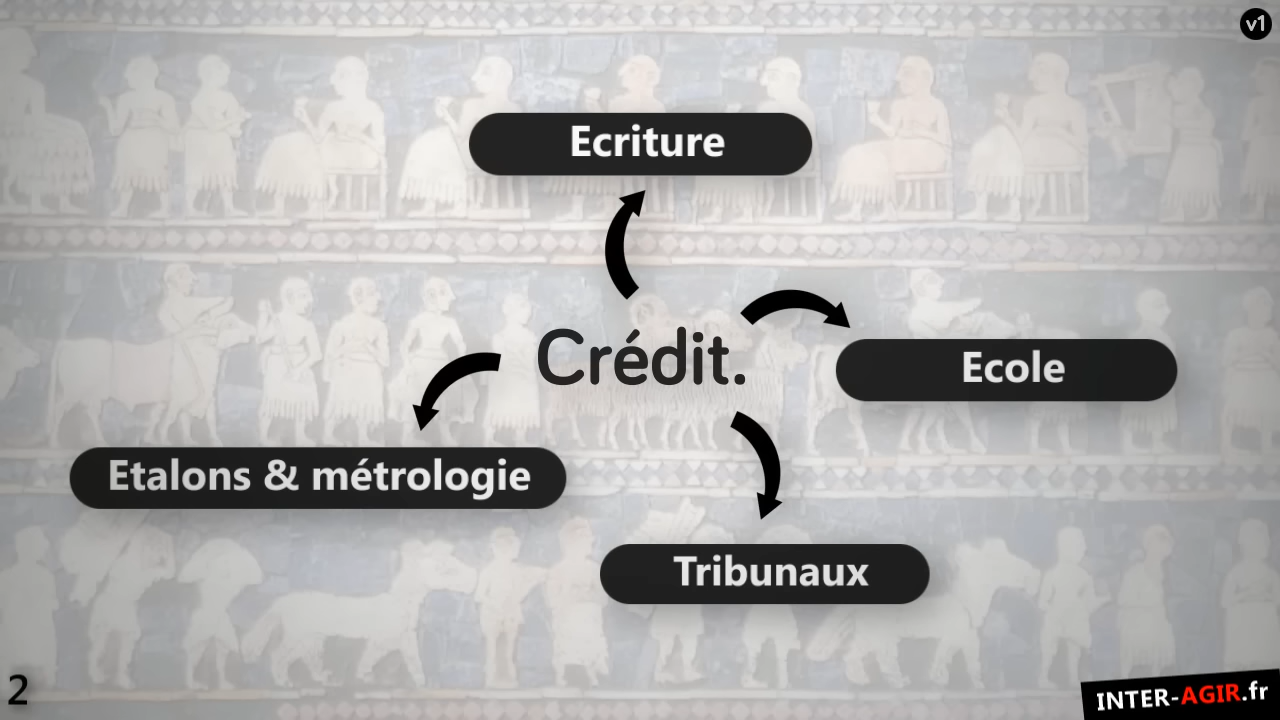 v1
Ecriture
Crédit.
Ecole
Etalons & métrologie
Tribunaux
2
INTER-AGIR.fr